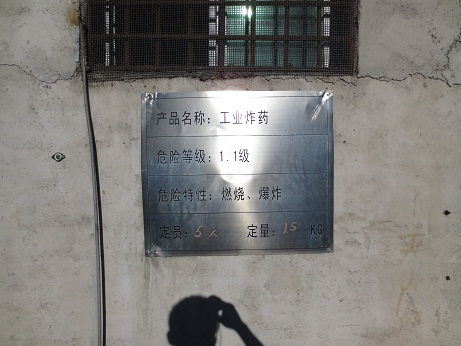 产品名称：工业炸药
危险等级：1.1级
危险特性：燃烧、爆炸
定员：5人 定量：15 KG